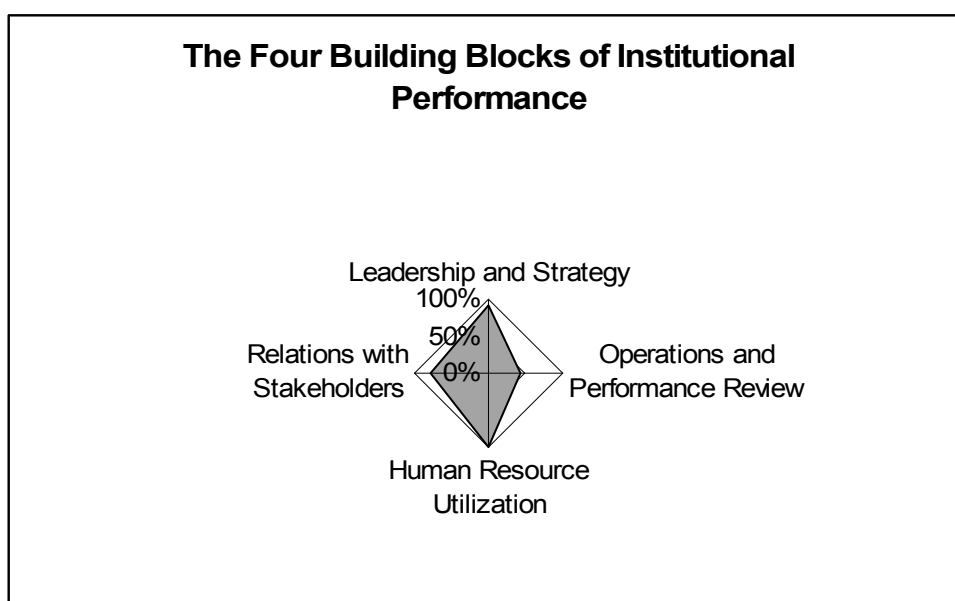 The Four Building Blocks of Institutional
Performance
Leadership and Strategy
100%
50%
0%
Relations with
Stakeholders
Operations and
Performance Review
Human Resource
Utilization